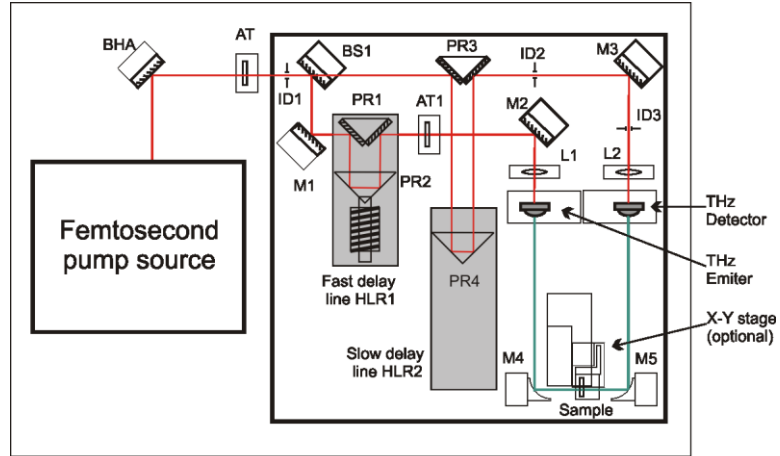 BHA
AT
BS1
PR3
ID2
M3
ID1
PR1
AT1
M2
ID3
M1
PR2
L1
L2
Femtosecond
pump source
THz
Detector
THz
Emiter
Fast delay
line HLR1
PR4
X-Y stage
(optional)
Slow delay
line HLR2
M4
M5
Sample